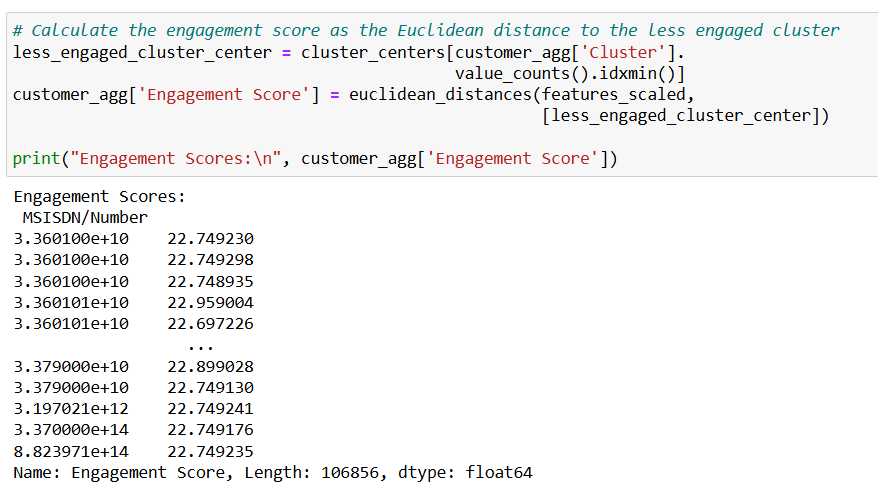 # Calculate the engagement score as the Euclidean distance to the less engaged cluster
less_engaged_cluster_center = cluster_centers[customer_agg['Cluster'].
value_counts().idxmin()]
customer_agg['Engagement Score'] = euclidean_distances(features_scaled,
[less_engaged_cluster_center])
print("Engagement Scores:\n", customer_agg['Engagement Score'])
Engagement Scores:
MSISDN/Number
3.360100e+10 22.749230
3.360100e+10 22.749298
3.360100e+10 22.748935
3.360101e+10 22.959004
3.360101e+10 22.697226
...
3.379000e+10 22.899028
3.379000e+10 22.749130
3.197021e+12 22.749241
3.370000e+14 22.749176
8.823971e+14 22.749235
Name: Engagement Score, Length: 106856, dtype: float64